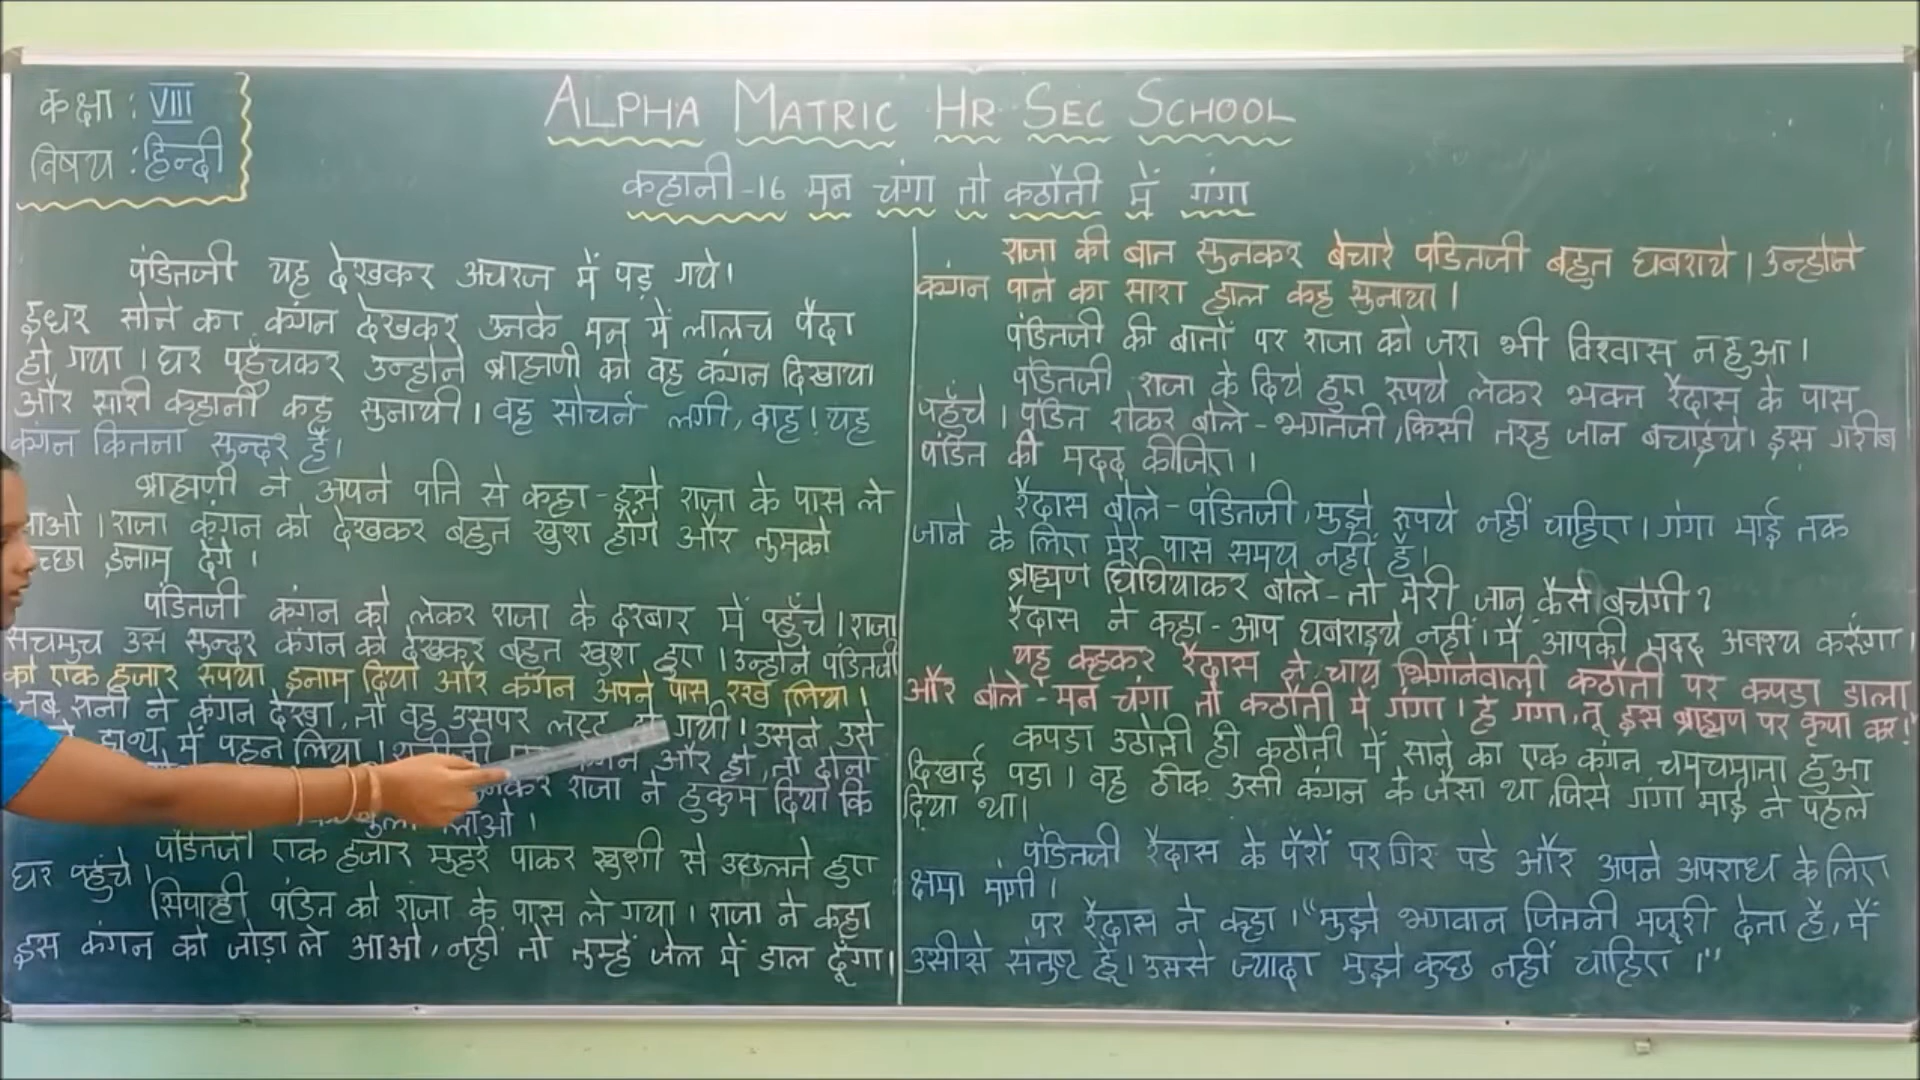 कक्षा : VIII
विषय : हिन्दी
ALPHA MATRIC HR SEC SCHOOL
कहानी-16 मन चंगा तो कठौती में गंगा
पंडितजी यह देखकर अचरज में पड़ गये।
इधर सोने का कंगन देखकर उनके मन में लालच पैदा
हो गया। घर पहुँचकर उन्होने ब्राह्मणी को वह कंगन दिखाया
और सारी कहानी कह सुनायी। वह सोचने लगी, वाह! यह
कंगन कितना सुन्दर है।
ब्राह्मणी ने अपने पति से कहा - इसे राजा के पास ले
राजा कंगन को देखकर बहुत खुश होंगे और तुमको
इनाम देंगे।
पंडितजी कंगन को लेकर राजा के दरबार में पहुँचे। राजा
सचमुच उस सुन्दर कंगन को देखकर बहुत खुश हुए। उन्होने पंडितजी
को एक हजार रुपया इनाम दिया और कंगन अपने पास रख लिया।
जब रानी ने कंगन देखा, तो वह उसपर लट्टू गयी। उसने उसे
हाथ में पहन लिया। और हो, तो दोनो
राजा ने हुकुम दिया कि
लाओ।
पंडितजी एक हजार मुहरे पाकर खुशी से उछलते हुए
घर पहुंचे।
सिपाही पंडित को राजा के पास ले गया। राजा ने कहा
इस कंगन को जोड़ा ले आओ, नही तो तुम्हें जेल में डाल दूँगा।
राजा की बात सुनकर बेचारे पंडितजी बहुत घबराये। उन्होने
कंगन पाने का सारा हाल कह सुनाया।
पंडितजी की बातों पर राजा को जरा भी विश्वास न हुआ।
पंडितजी राजा के दिये हुए रूपये लेकर भक्त रैदास के पास
पहुँचे। पंडित रोकर बोले - भगतजी, किसी तरह जान बचाईये। इस गरीब
पंडित की मदद कीजिए।
रैदास बोले - पंडितजी, मुझे रूपये नहीं चाहिए। गंगा माई तक
जाने के लिए मेरे पास समय नहीं है।
ब्राह्मण घिघियाकर बोले - तो मेरी जान कैसे बचेगी?
रैदास ने कहा - आप घबराइये नहीं। मैं आपकी मदद अवश्य करूँगा।
यह कहकर रैदास ने चाम भिगोनेवाली कठौती पर कपडा डाला
और बोले - मन चंगा तो कठौती में गंगा। हे गंगा, तू इस ब्राह्मण पर कृपा कर!
कपडा उठाते ही कठौती में सोने का एक कंगन चमचमाता हुआ
दिखाई पडा। वह ठीक उसी कंगन के जैसा था, जिसे गंगा माई ने पहले
दिया था।
पंडितजी रैदास के पैरों पर गिर पडे और अपने अपराध के लिए
क्षमा मांगी।
पर रैदास ने कहा। "मुझे भगवान जितनी मजूरी देता है, मैं
उसीसे संतुष्ट हूँ। उससे ज्यादा मुझे कुछ नहीं चाहिए।"